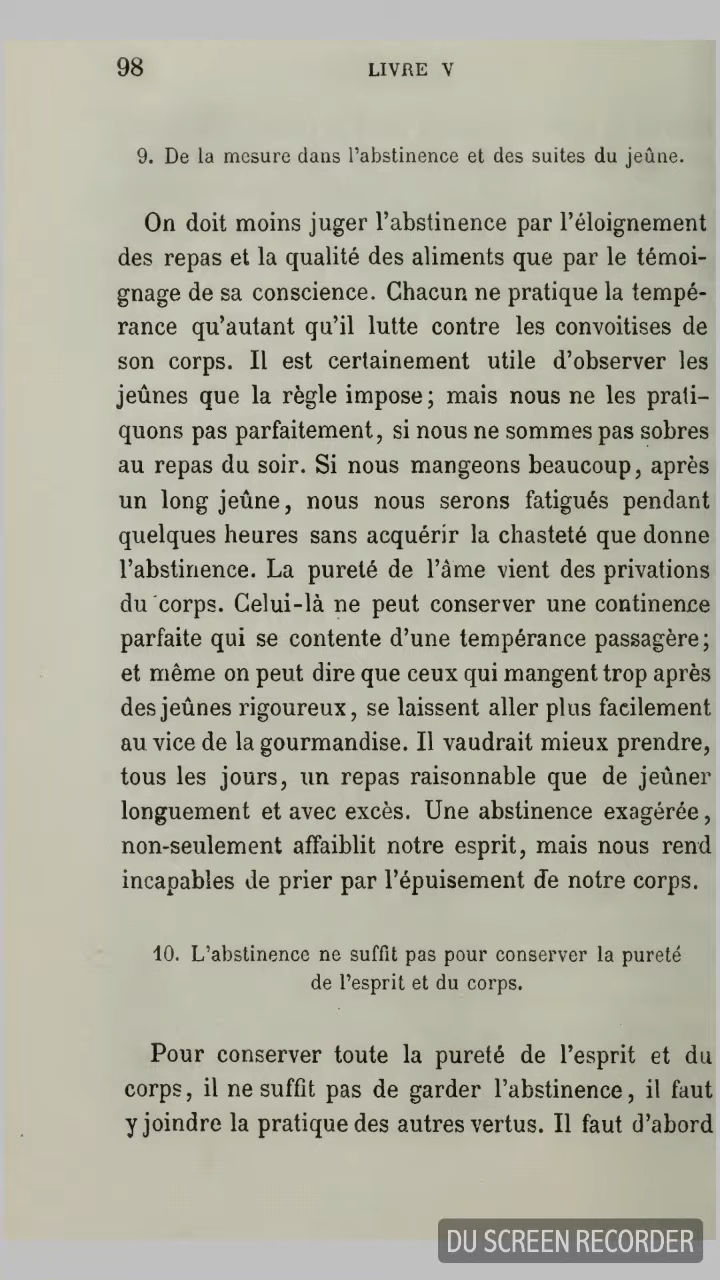 98
LIVRE V
9. De la mesure dans l'abstinence et des suites du jeûne.
On doit moins juger l'abstinence par l'éloignement
des repas et la qualité des aliments que par le témoi-
gnage de sa conscience. Chacun ne pratique la tempé-
rance qu'autant qu'il lutte contre les convoitises de
son corps. Il est certainement utile d'observer les
jeûnes que la règle impose; mais nous ne les prati-
quons pas parfaitement, si nous ne sommes pas sobres
au repas du soir. Si nous mangeons beaucoup, après
un long jeûne, nous nous serons fatigués pendant
quelques heures sans acquérir la chasteté que donne
l'abstinence. La pureté de l'âme vient des privations
du corps. Celui-là ne peut conserver une continence
parfaite qui se contente d'une tempérance passagère;
et même on peut dire que ceux qui mangent trop après
des jeûnes rigoureux, se laissent aller plus facilement
au vice de la gourmandise. Il vaudrait mieux prendre,
tous les jours, un repas raisonnable que de jeûner
longuement et avec excès. Une abstinence exagérée,
non-seulement affaiblit notre esprit, mais nous rend
incapables de prier par l'épuisement de notre corps.
10. L'abstinence ne suffit pas pour conserver la pureté
de l'esprit et du corps.
Pour conserver toute la pureté de l'esprit et du
corps, il ne suffit pas de garder l'abstinence, il faut
y joindre la pratique des autres vertus. Il faut d'abord
DU SCREEN RECORDER